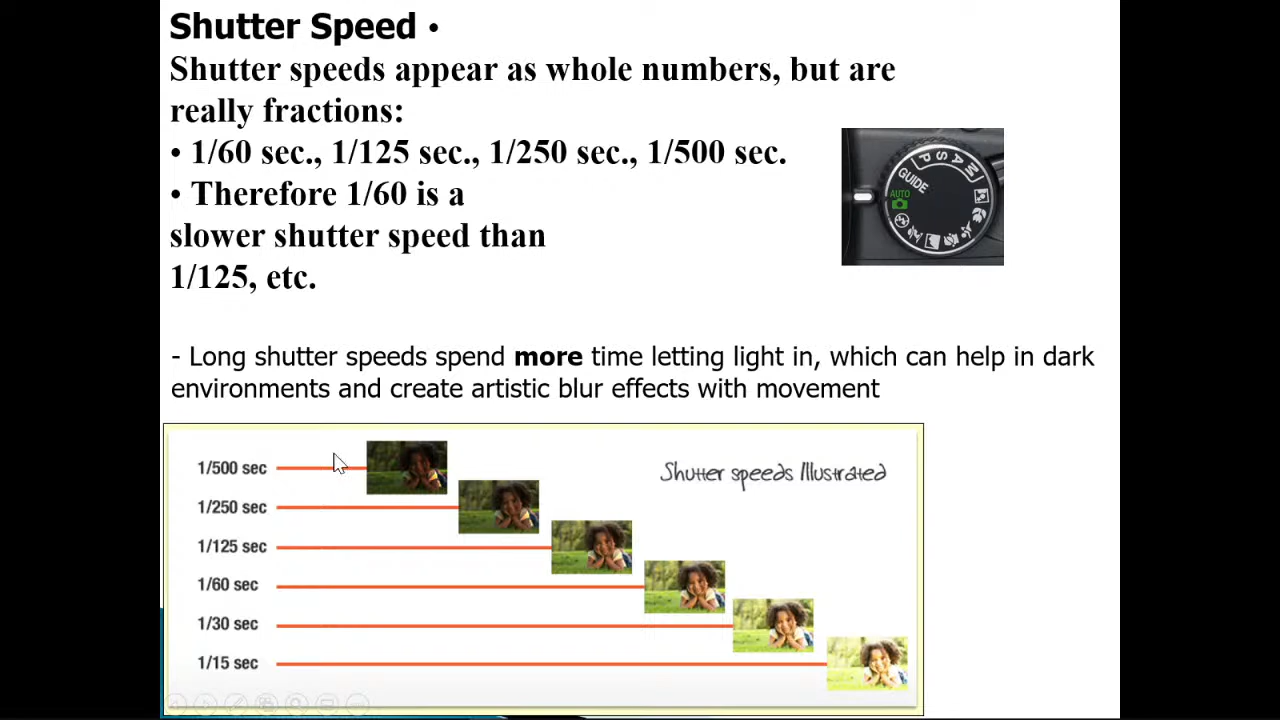 Shutter Speed •
Shutter speeds appear as whole numbers, but are
really fractions:
• 1/60 sec., 1/125 sec., 1/250 sec., 1/500 sec.
• Therefore 1/60 is a
slower shutter speed than
1/125, etc.
P S A M
GUIDE
AUTO
- Long shutter speeds spend more time letting light in, which can help in dark
environments and create artistic blur effects with movement
Shutter speeds Illustrated
1/500 sec
1/250 sec
1/125 sec
1/60 sec
1/30 sec
1/15 sec